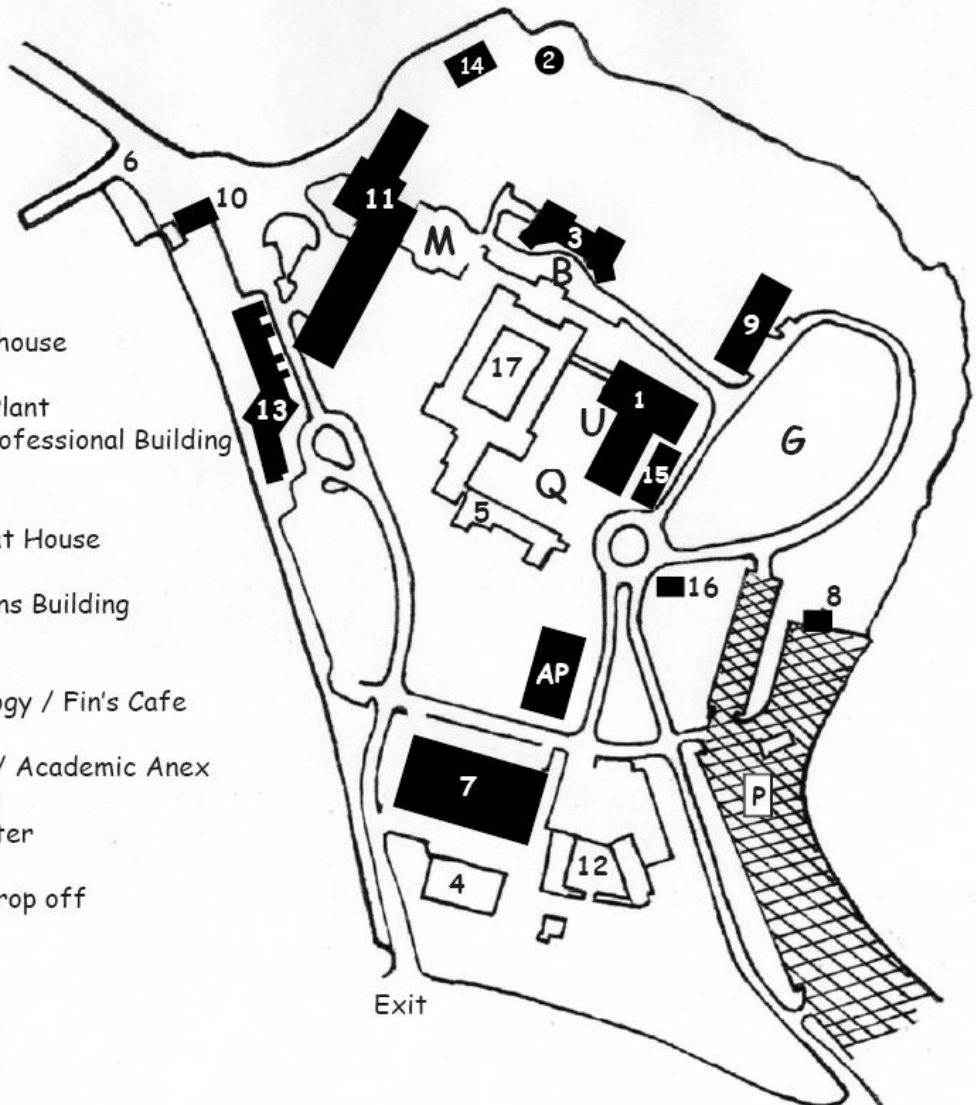 14
2
6
10
11
3
M
B
9
house
17
Plant
13
1
G
ofessional Building
U
15
Q
5
House
16
8
ns Building
AP
ogy / Fin's Cafe
/ Academic Anex
7
P
ter
12
4
rop off
Exit